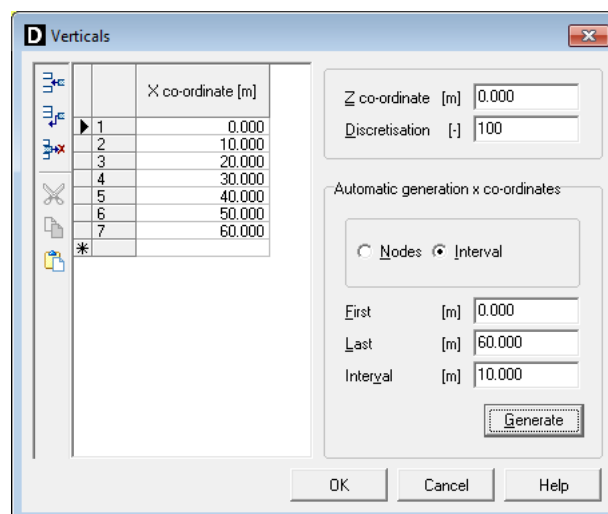 D Verticals
X co-ordinate [m]
1 0.000
2 10.000
3 20.000
4 30.000
5 40.000
6 50.000
7 60.000
*
Z co-ordinate [m] 0.000
Discretisation [-] 100
Automatic generation x co-ordinates
Nodes Interval
First [m] 0.000
Last [m] 60.000
Interval [m] 10.000
Generate
OK Cancel Help